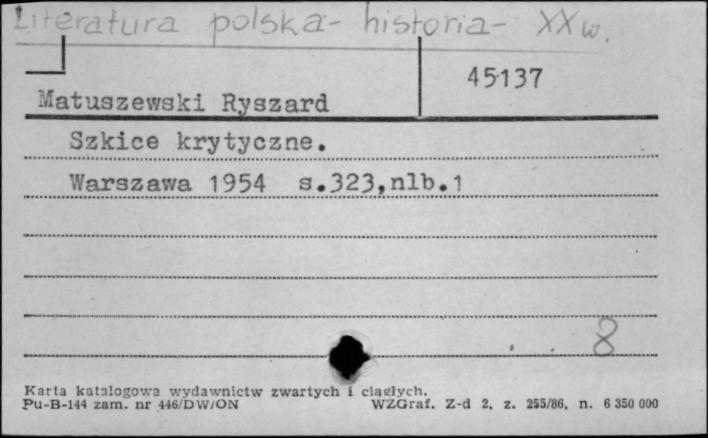 Literatura polska - historia - XX w.
45137
Matuszewski Ryszard
Szkice krytyczne.
Warszawa 1954 s.323,nlb.1
8
Karta katalogowa wydawnictw zwartych i ciągłych.
Pu-B-144 zam. nr 446/DW/ON WZGraf. Z-d 2, z. 255/86, n. 6 350 000